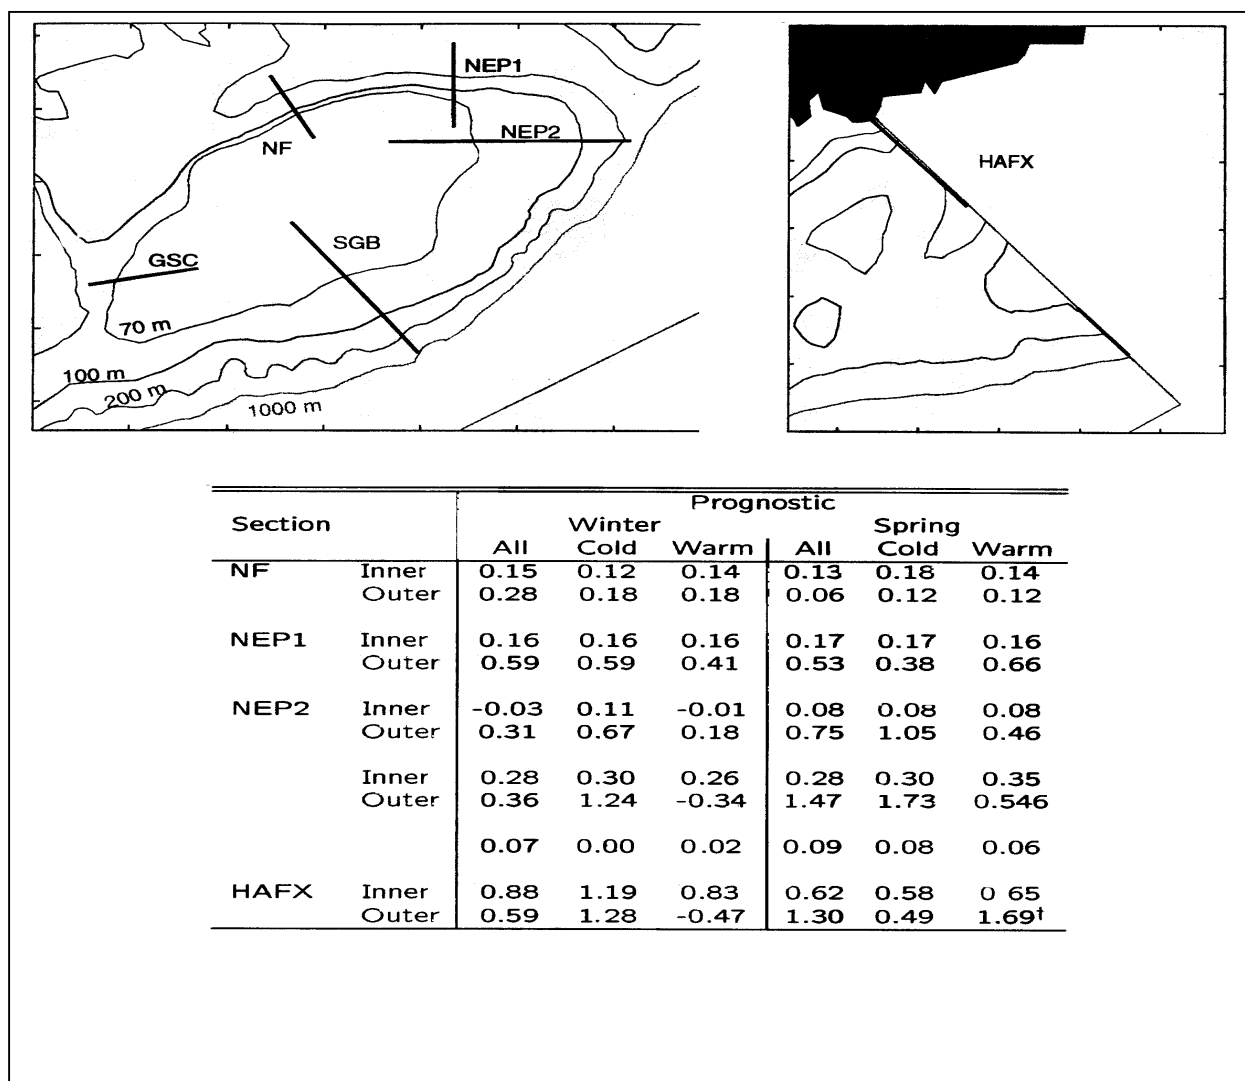 NEP1
NEP2
NF
SGB
GSC
70 m
100 m
200 m
1000 m
HAFX
Prognostic
Section Winter Spring
All Cold Warm All Cold Warm
NF Inner 0.15 0.12 0.14 0.13 0.18 0.14
Outer 0.28 0.18 0.18 0.06 0.12 0.12
NEP1 Inner 0.16 0.16 0.16 0.17 0.17 0.16
Outer 0.59 0.59 0.41 0.53 0.38 0.66
NEP2 Inner -0.03 0.11 -0.01 0.08 0.08 0.08
Outer 0.31 0.67 0.18 0.75 1.05 0.46
Inner 0.28 0.30 0.26 0.28 0.30 0.35
Outer 0.36 1.24 -0.34 1.47 1.73 0.546
0.07 0.00 0.02 0.09 0.08 0.06
HAFX Inner 0.88 1.19 0.83 0.62 0.58 0 65
Outer 0.59 1.28 -0.47 1.30 0.49 1.69†